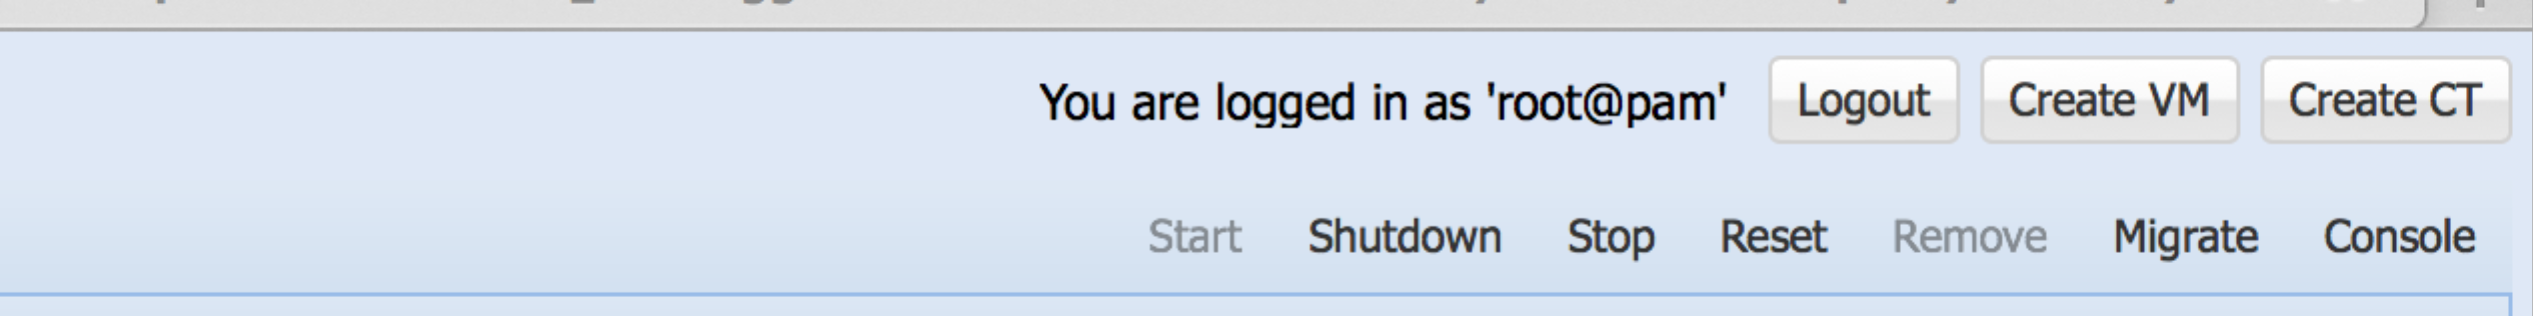 You are logged in as 'root@pam' Logout Create VM Create CT
Start Shutdown Stop Reset Remove Migrate Console